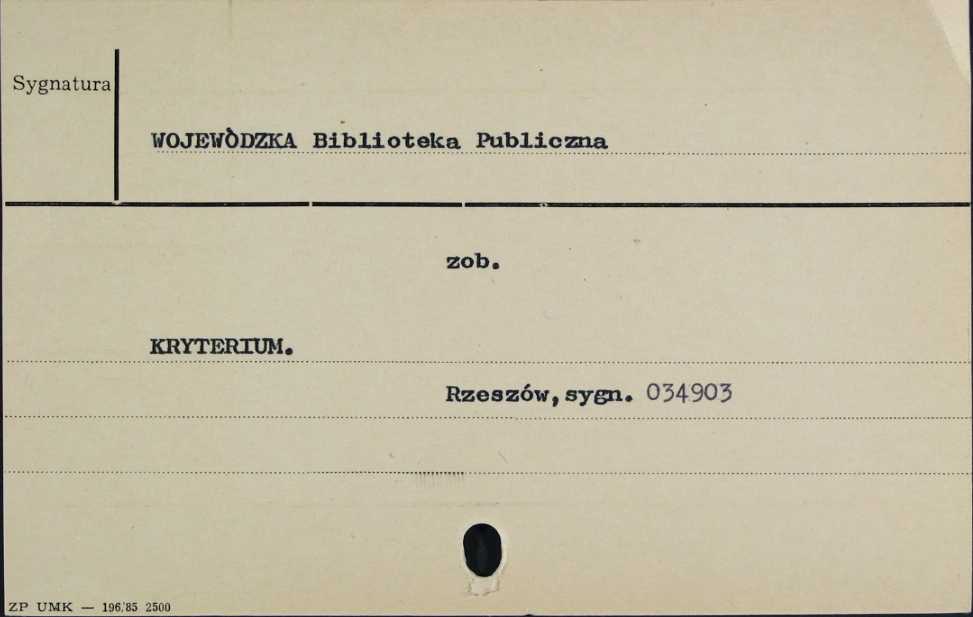 Sygnatura
WOJEWÒDZKA Biblioteka Publiczna
zob.
KRYTERIUM.
Rzeszów, sygn. 034903
ZP UMK — 196/85 2500